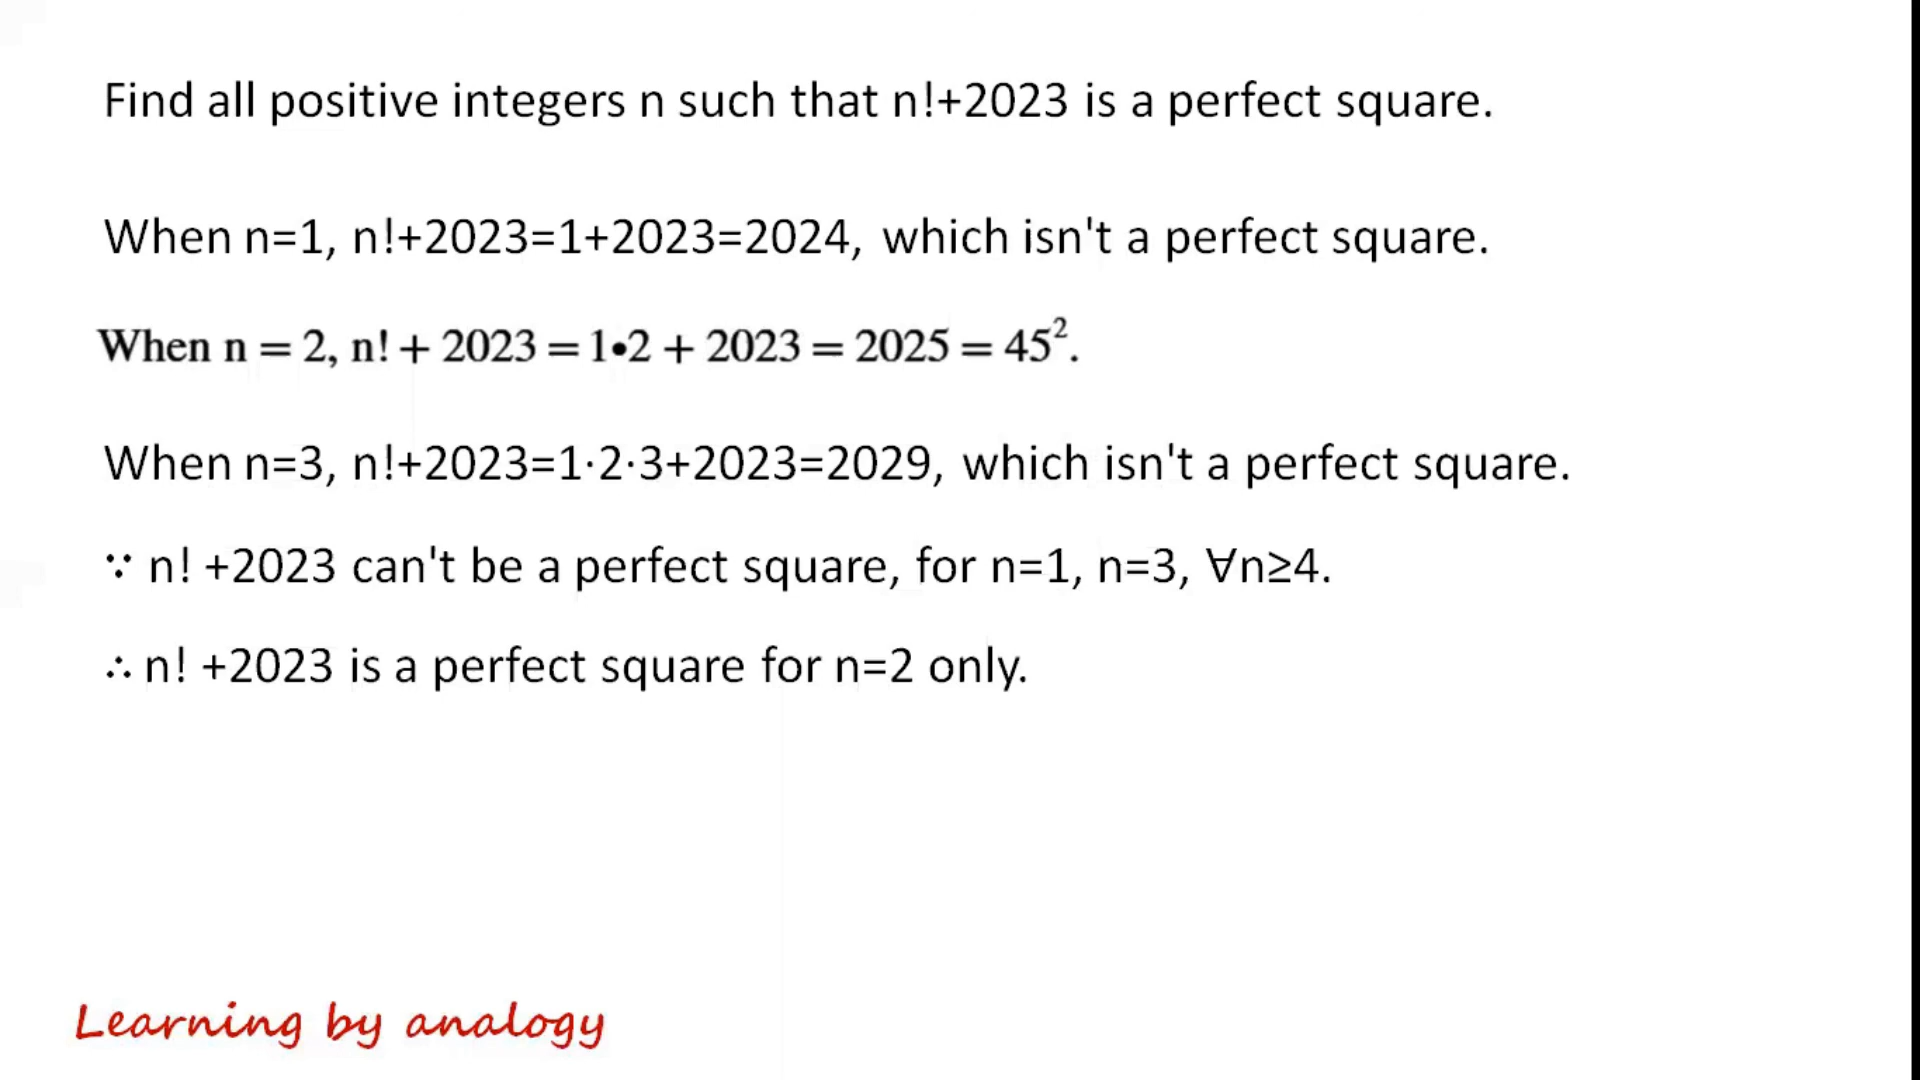 Find all positive integers n such that n!+2023 is a perfect square.
When n=1, n!+2023=1+2023=2024, which isn't a perfect square.
When n = 2, n! + 2023 = 1•2 + 2023 = 2025 = 45².
When n=3, n!+2023=1·2·3+2023=2029, which isn't a perfect square.
∵ n! +2023 can't be a perfect square, for n=1, n=3, ∀n≥4.
∴ n! +2023 is a perfect square for n=2 only.
Learning by analogy